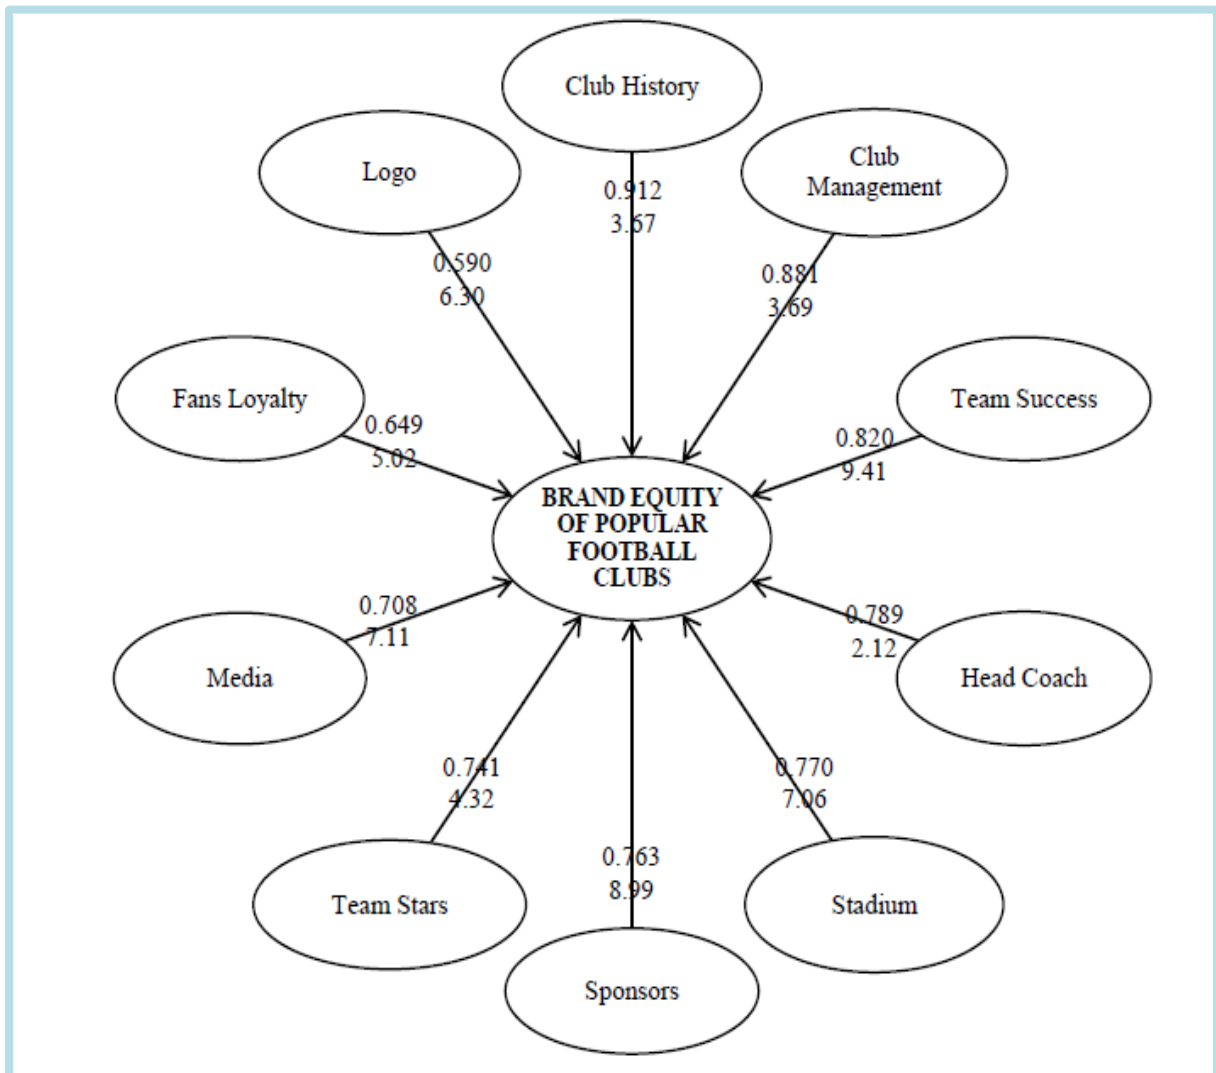 Club History
Logo
Club
Management
0.912
3.67
0.590
6.30
0.881
3.69
Fans Loyalty
Team Success
0.649
5.02
0.820
9.41
BRAND EQUITY
OF POPULAR
FOOTBALL
CLUBS
0.708
7.11
0.789
2.12
Media
Head Coach
0.741
4.32
0.770
7.06
0.763
8.99
Team Stars
Stadium
Sponsors